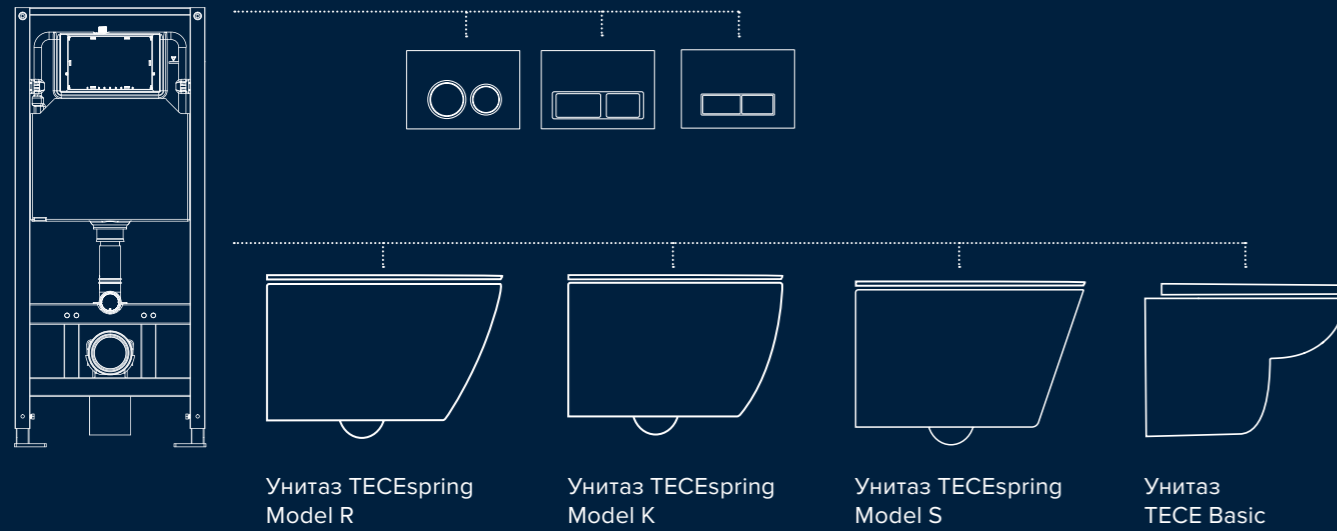 Унитаз TECEspring
Model R
Унитаз TECEspring
Model K
Унитаз TECEspring
Model S
Унитаз
TECE Basic